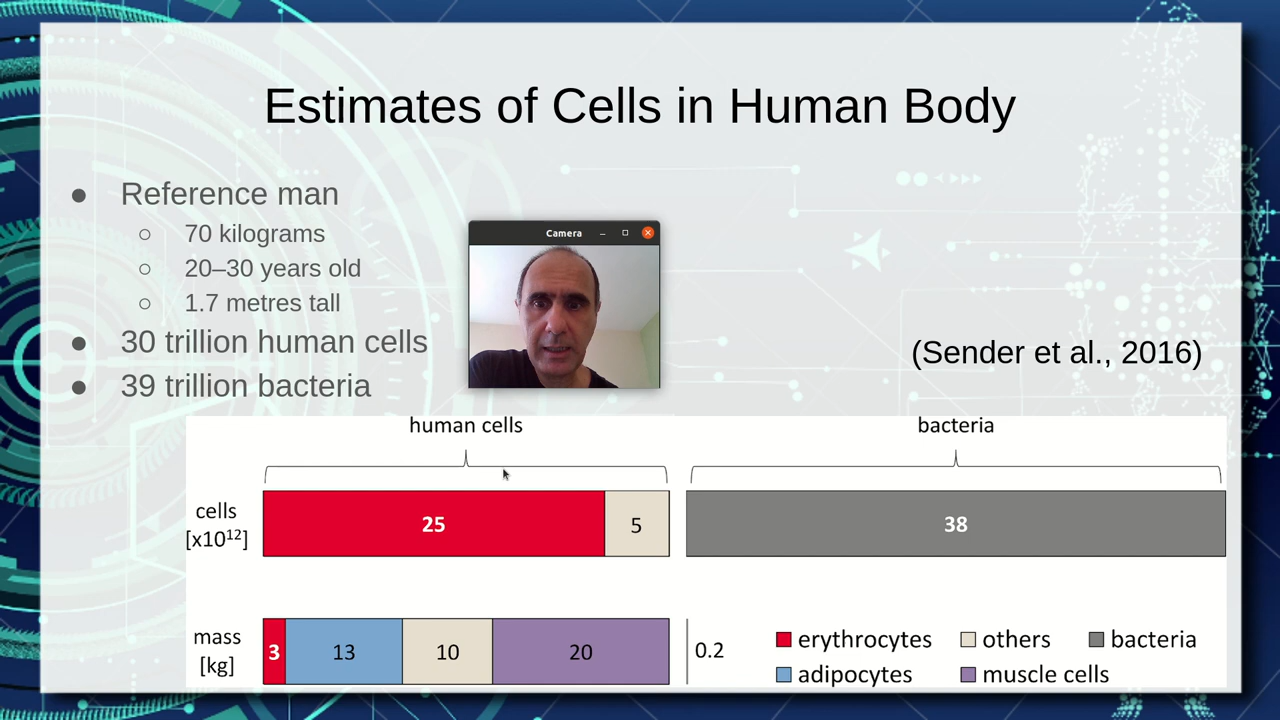 Estimates of Cells in Human Body
● Reference man
○ 70 kilograms
○ 20–30 years old
○ 1.7 metres tall
● 30 trillion human cells
● 39 trillion bacteria
Camera
(Sender et al., 2016)
human cells
bacteria
cells
[x10¹²]
25
5
38
mass
[kg]
3
13
10
20
0.2
erythrocytes
others
bacteria
adipocytes
muscle cells